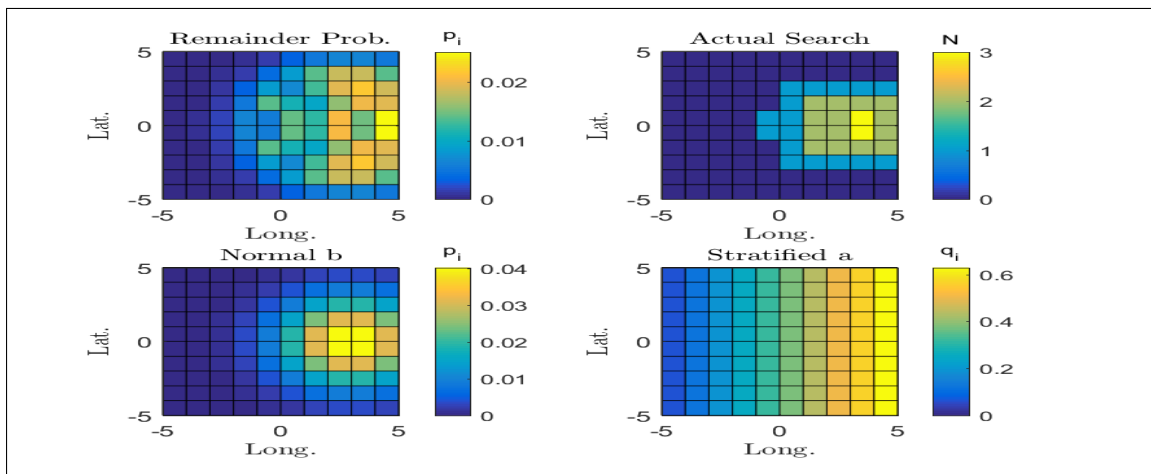 Remainder Prob.
p_i
5
0
-5
Lat.
-5 0 5
Long.
0.02
0.01
0
Actual Search
N
5
0
-5
Lat.
-5 0 5
Long.
3
2
1
0
Normal b
p_i
5
0
-5
Lat.
-5 0 5
Long.
0.04
0.03
0.02
0.01
0
Stratified a
q_i
5
0
-5
Lat.
-5 0 5
Long.
0.6
0.4
0.2
0